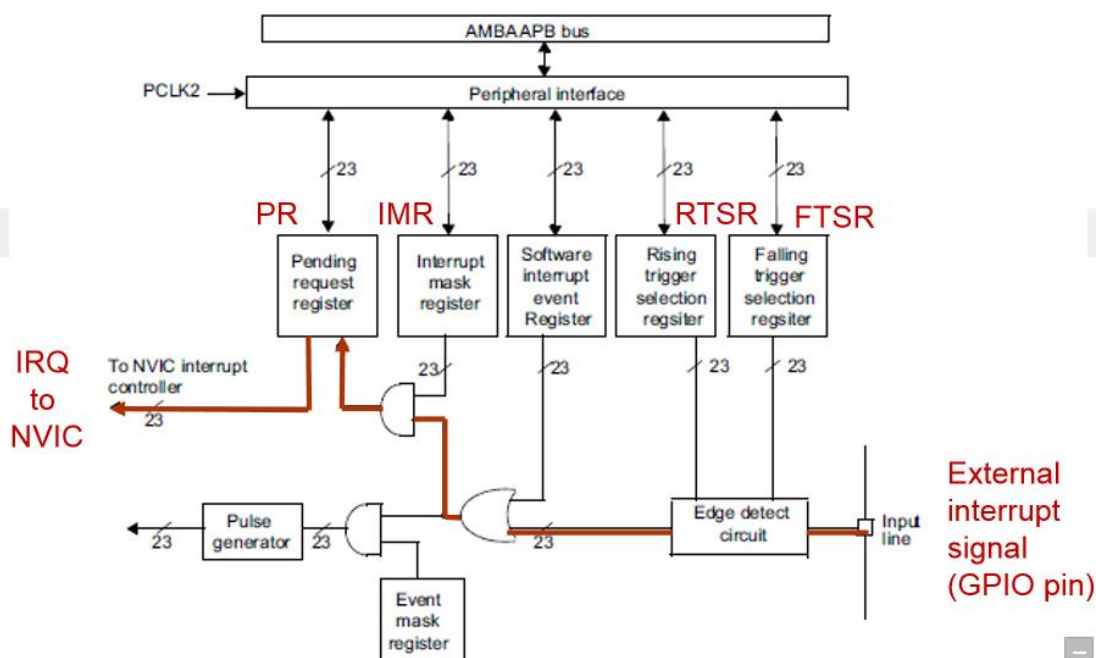 AMBAAPB bus
PCLK2
Peripheral interface
23
23
23
23
23
PR
IMR
RTSR
FTSR
Pending
request
register
Interrupt
mask
register
Software
interrupt
event
Register
Rising
trigger
selection
regsiter
Falling
trigger
selection
regsiter
IRQ
to
NVIC
To NVIC interrupt
controller
23
23
23
23
23
External
interrupt
signal
(GPIO pin)
Input
line
Edge detect
circuit
23
Pulse
generator
23
23
Event
mask
register